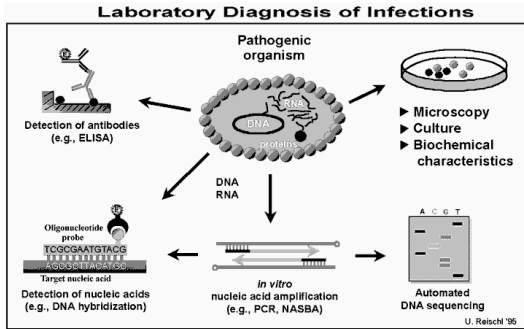 Laboratory Diagnosis of Infections
Pathogenic
organism
E
RNA
DNA
proteins
Detection of antibodies
(e.g., ELISA)
► Microscopy
► Culture
► Biochemical
characteristics
DNA
RNA
E
Oligonucleotide
probe
TCGCGAATGTACG
Target nucleic acid
Detection of nucleic acids
(e.g., DNA hybridization)
in vitro
nucleic acid amplification
(e.g., PCR, NASBA)
A C G T
Automated
DNA sequencing
U. Reischl '95